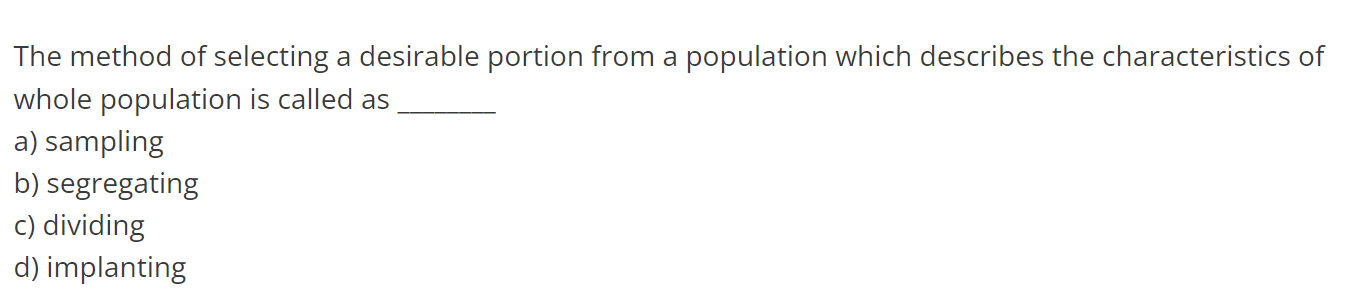 The method of selecting a desirable portion from a population which describes the characteristics of
whole population is called as ________
a) sampling
b) segregating
c) dividing
d) implanting